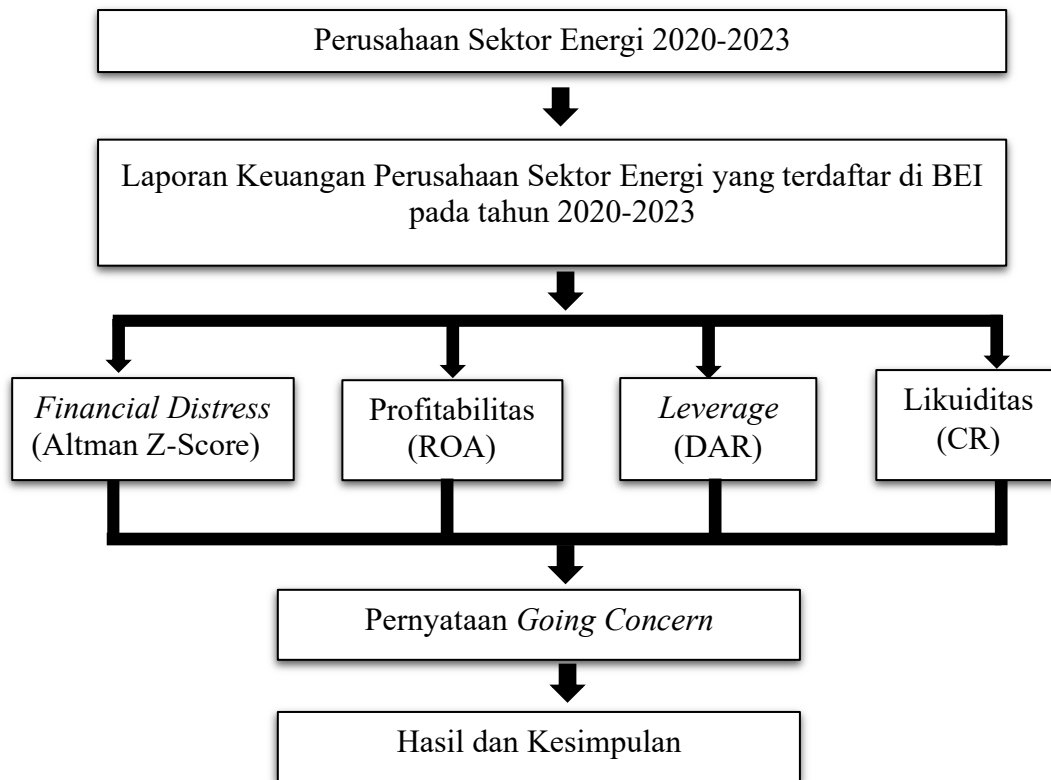 Perusahaan Sektor Energi 2020-2023
Laporan Keuangan Perusahaan Sektor Energi yang terdaftar di BEI
pada tahun 2020-2023
Financial Distress
(Altman Z-Score)
Profitabilitas
(ROA)
Leverage
(DAR)
Likuiditas
(CR)
Pernyataan Going Concern
Hasil dan Kesimpulan